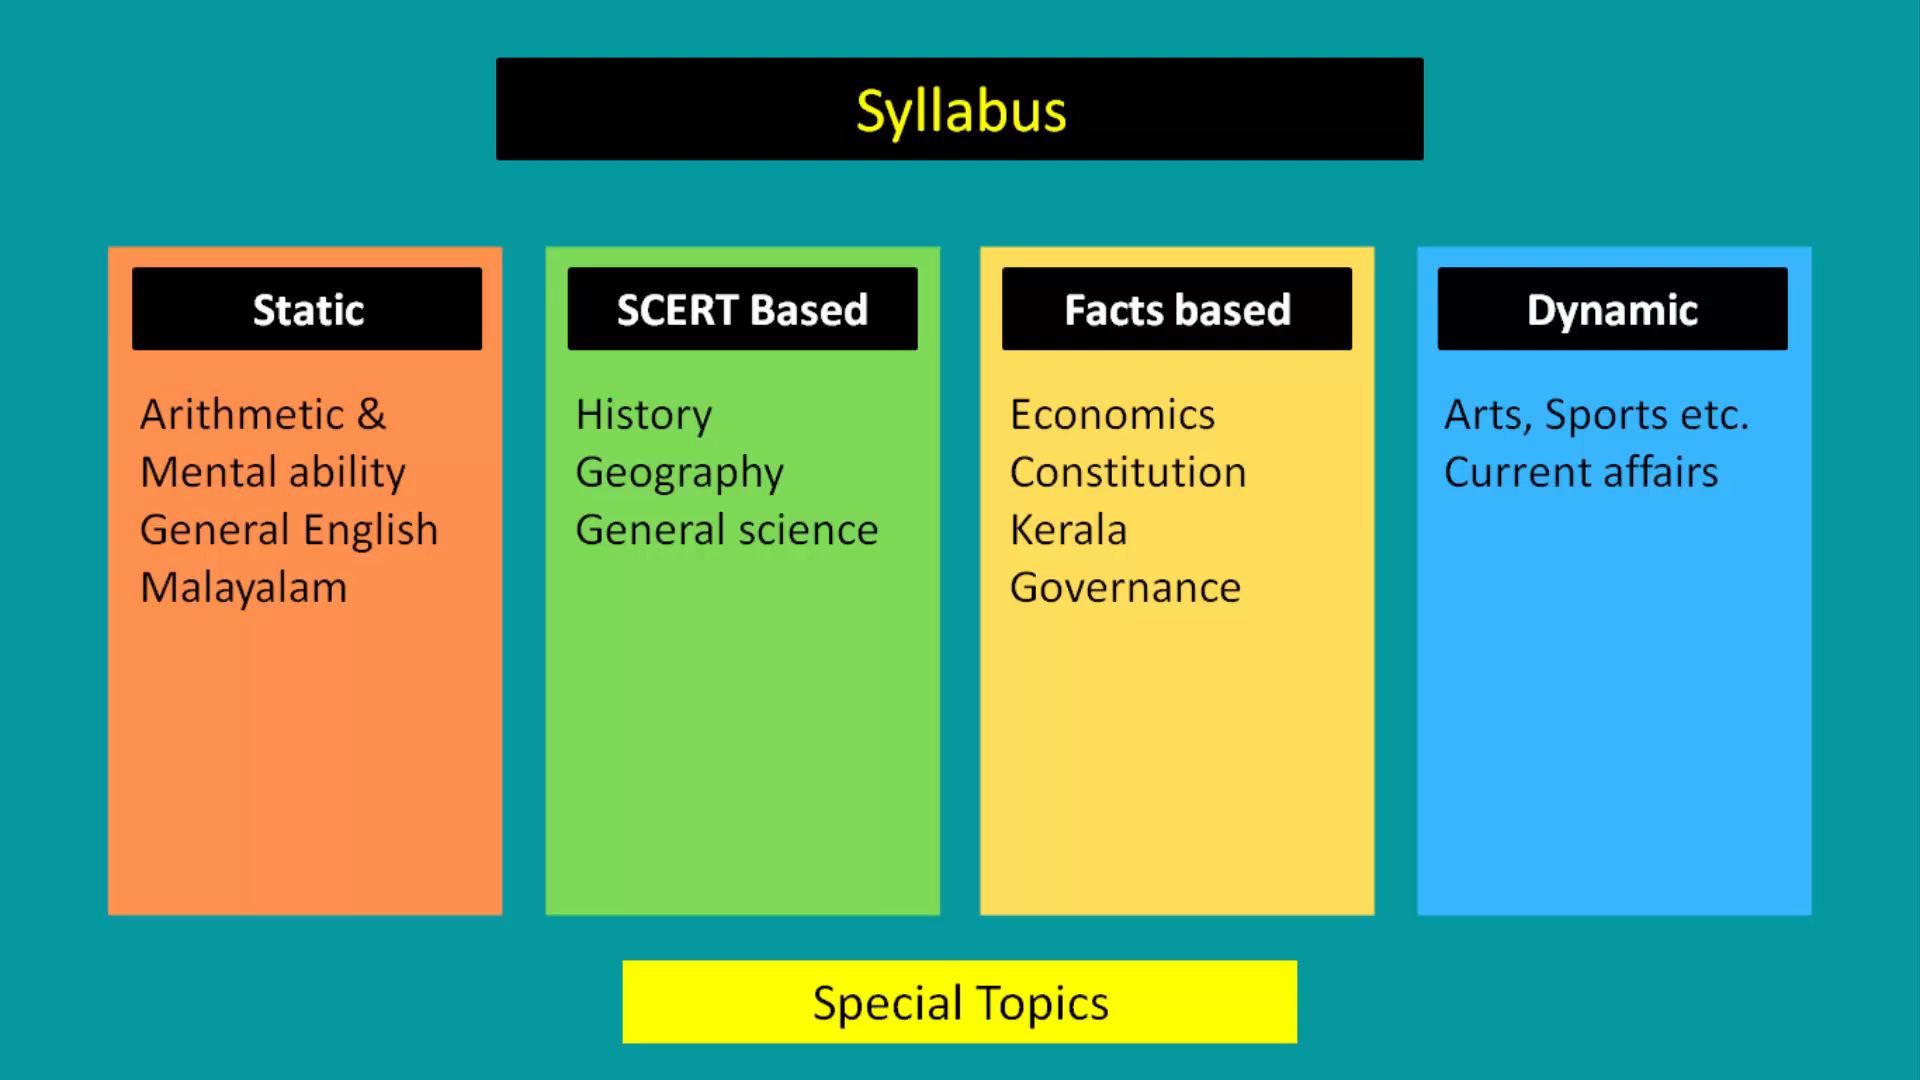 Syllabus
Static
Arithmetic &
Mental ability
General English
Malayalam
SCERT Based
History
Geography
General science
Facts based
Economics
Constitution
Kerala
Governance
Dynamic
Arts, Sports etc.
Current affairs
Special Topics